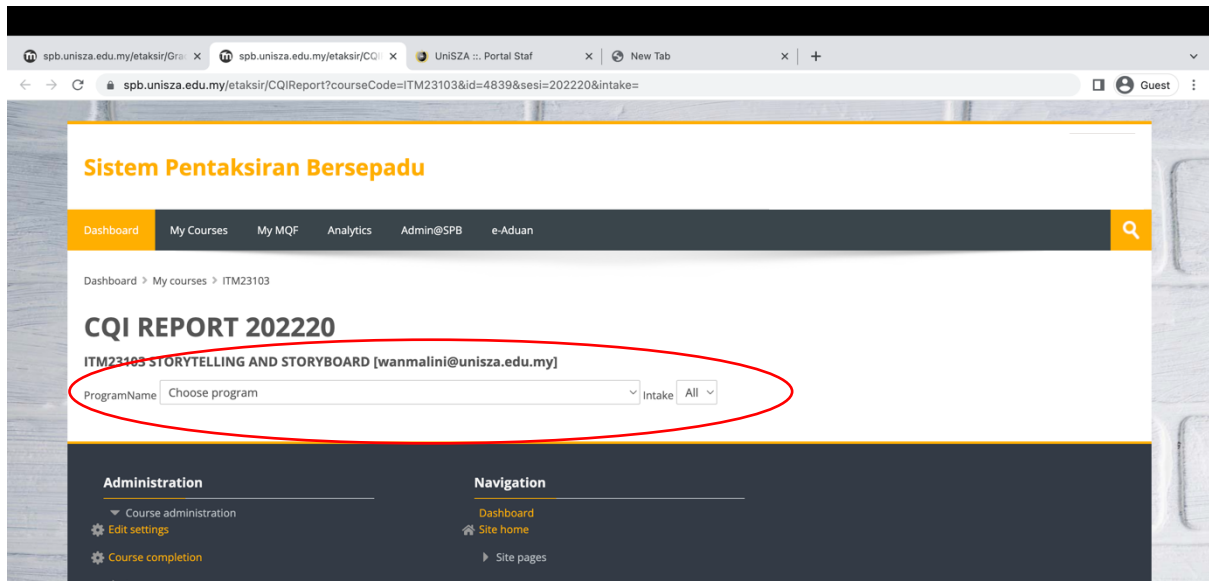 spb.unisza.edu.my/etaksir/Gra
spb.unisza.edu.my/etaksir/CQI
UniSZA ::. Portal Staf
New Tab
spb.unisza.edu.my/etaksir/CQIReport?courseCode=ITM23103&id=4839&sesi=202220&intake=
Guest
Sistem Pentaksiran Bersepadu
Dashboard My Courses My MQF Analytics Admin@SPB e-Aduan
Dashboard > My courses > ITM23103
CQI REPORT 202220
ITM23103 STORYTELLING AND STORYBOARD [wanmalini@unisza.edu.my]
ProgramName Choose program Intake All
Administration
Course administration
Edit settings
Course completion
Navigation
Dashboard
Site home
Site pages